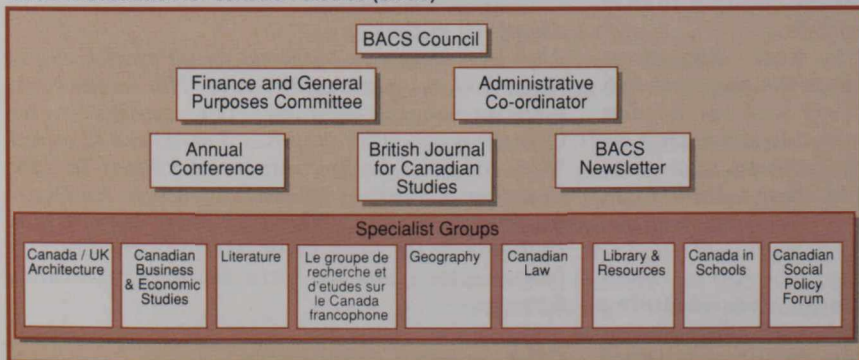 BACS Council
Finance and General
Purposes Committee
Administrative
Co-ordinator
Annual
Conference
British Journal
for Canadian
Studies
BACS
Newsletter
Specialist Groups
Canada / UK
Architecture
Canadian
Business
& Economic
Studies
Literature
Le groupe de
recherche et
d'etudes sur
le Canada
francophone
Geography
Canadian
Law
Library &
Resources
Canada in
Schools
Canadian
Social
Policy
Forum